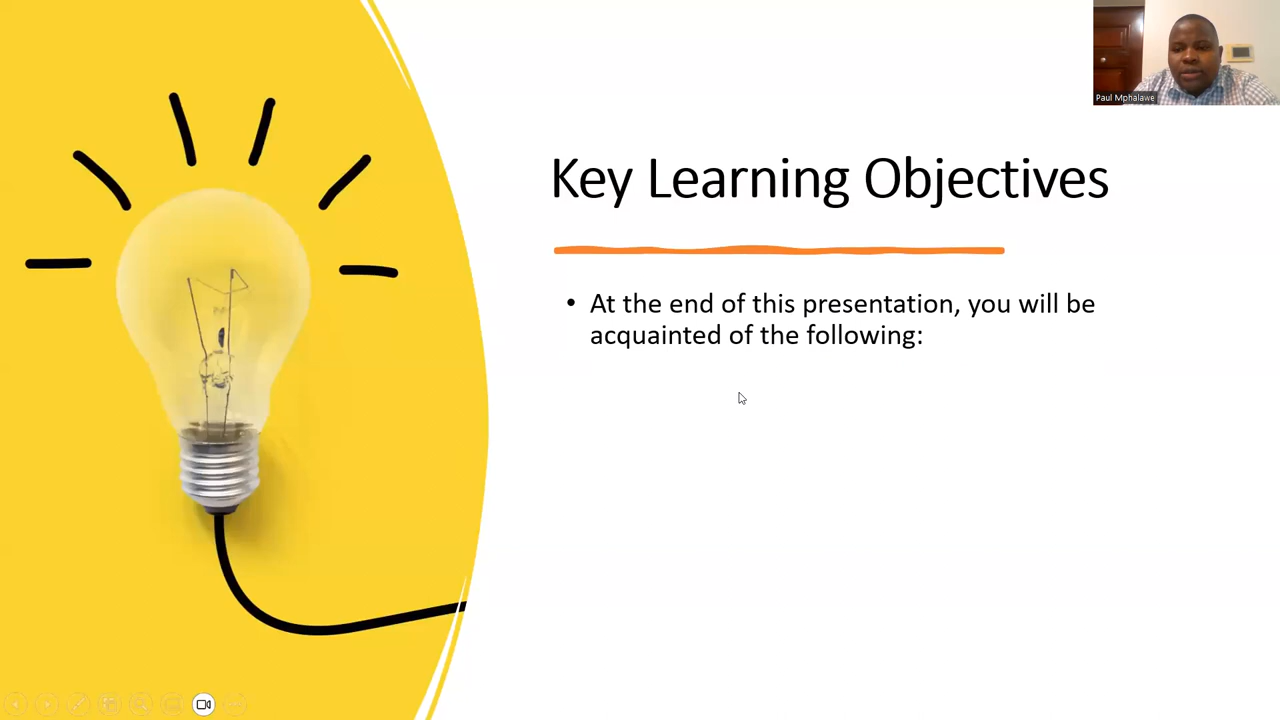 Paul Mphalawe
Key Learning Objectives
• At the end of this presentation, you will be
acquainted of the following: